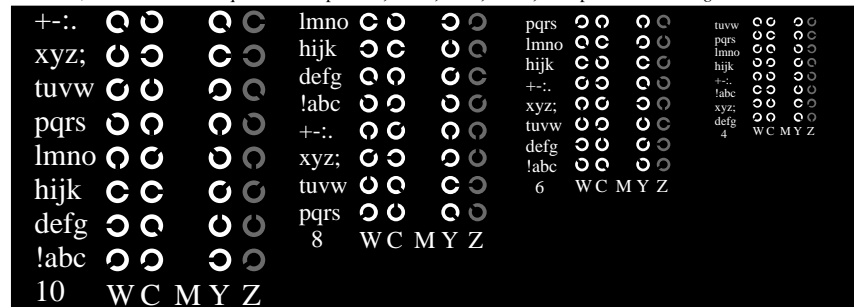 +-:.
xyz;
tuvw
pqrs
lmno
hijk
defg
!abc
10 W C M Y Z
lmno
hijk
defg
!abc
+-:.
xyz;
tuvw
pqrs
8 W C M Y Z
pqrs
lmno
hijk
+-:.
xyz;
tuvw
defg
!abc
6 W C M Y Z
tuvw
pqrs
lmno
hijk
+-:.
!abc
xyz;
defg
4 W C M Y Z